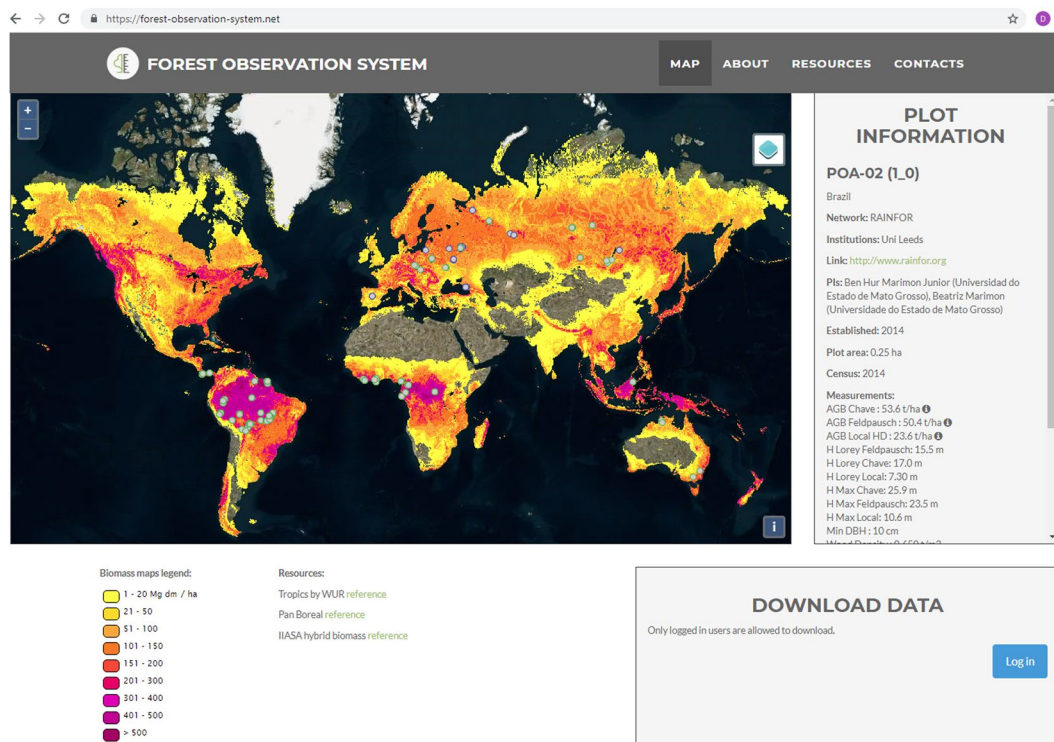 https://forest-observation-system.net
D
FOREST OBSERVATION SYSTEM
MAP ABOUT RESOURCES CONTACTS
+
-
i
PLOT
INFORMATION
POA-02 (1_0)
Brazil
Network: RAINFOR
Institutions: Uni Leeds
Link: http://www.rainfor.org
PIs: Ben Hur Marimon Junior (Universidad do
Estado de Mato Grosso), Beatriz Marimon
(Universidade do Estado de Mato Grosso)
Established: 2014
Plot area: 0.25 ha
Census: 2014
Measurements:
AGB Chave : 53.6 t/ha
AGB Feldpausch : 50.4 t/ha
AGB Local HD : 23.6 t/ha
H Lorey Feldpausch: 15.5 m
H Lorey Chave: 17.0 m
H Lorey Local: 7.30 m
H Max Chave: 25.9 m
H Max Feldpausch: 23.5 m
H Max Local: 10.6 m
Min DBH : 10 cm
Biomass maps legend:
1 - 20 Mg dm / ha
21 - 50
51 - 100
101 - 150
151 - 200
201 - 300
301 - 400
401 - 500
> 500
Resources:
Tropics by WUR reference
Pan Boreal reference
IIASA hybrid biomass reference
DOWNLOAD DATA
Only logged in users are allowed to download.
Log in